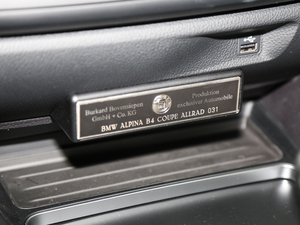 Burkard Bovensiepen
GmbH + Co. KG
Produktion
exclusiver Automobile
BMW ALPINA B4 COUPE ALLRAD 031